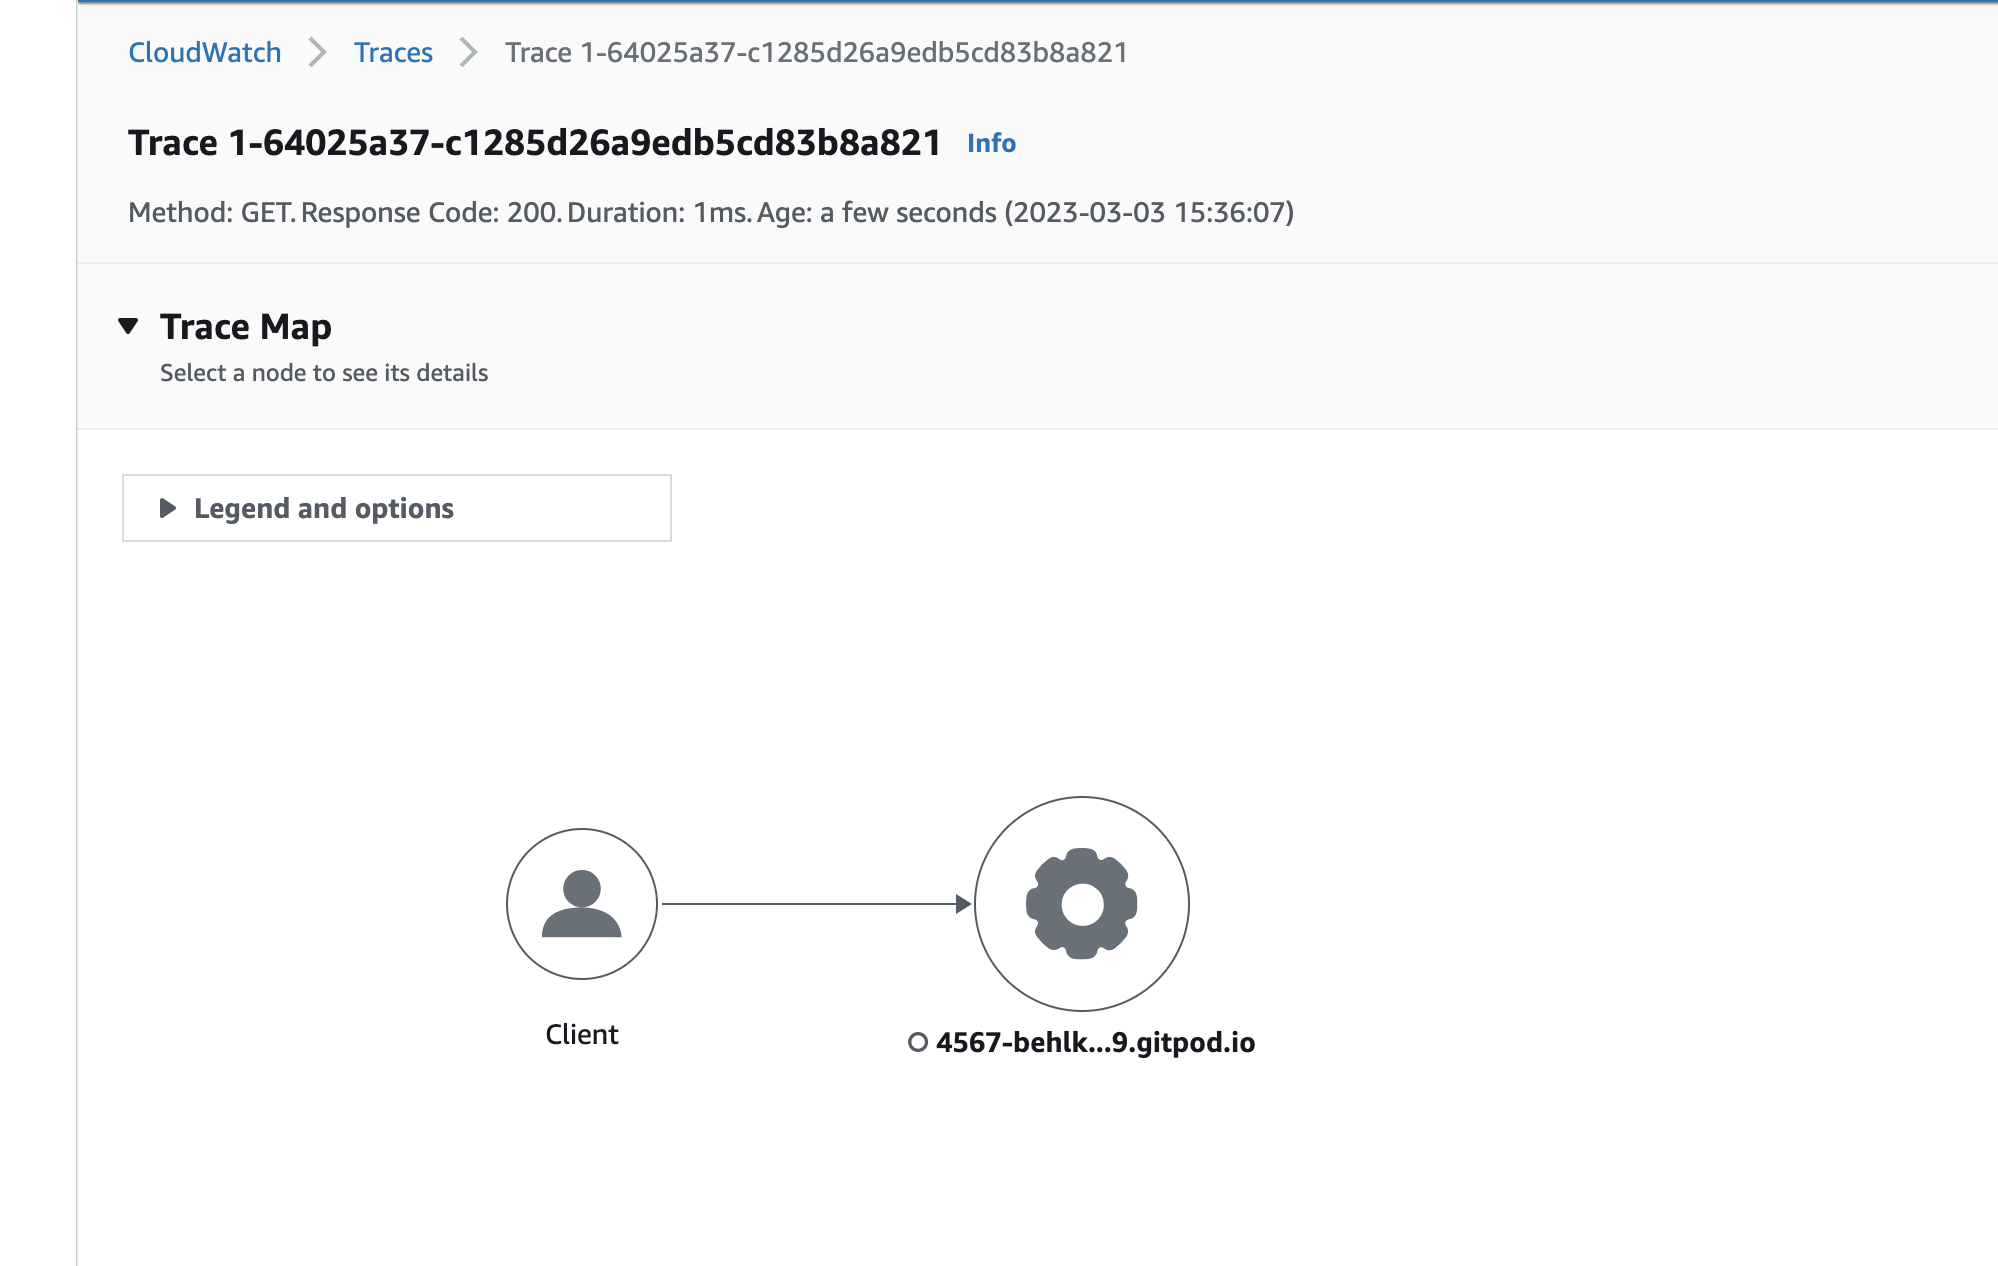 CloudWatch > Traces > Trace 1-64025a37-c1285d26a9edb5cd83b8a821
Trace 1-64025a37-c1285d26a9edb5cd83b8a821 Info
Method: GET. Response Code: 200. Duration: 1ms. Age: a few seconds (2023-03-03 15:36:07)
Trace Map
Select a node to see its details
Legend and options
Client
4567-behlk...9.gitpod.io